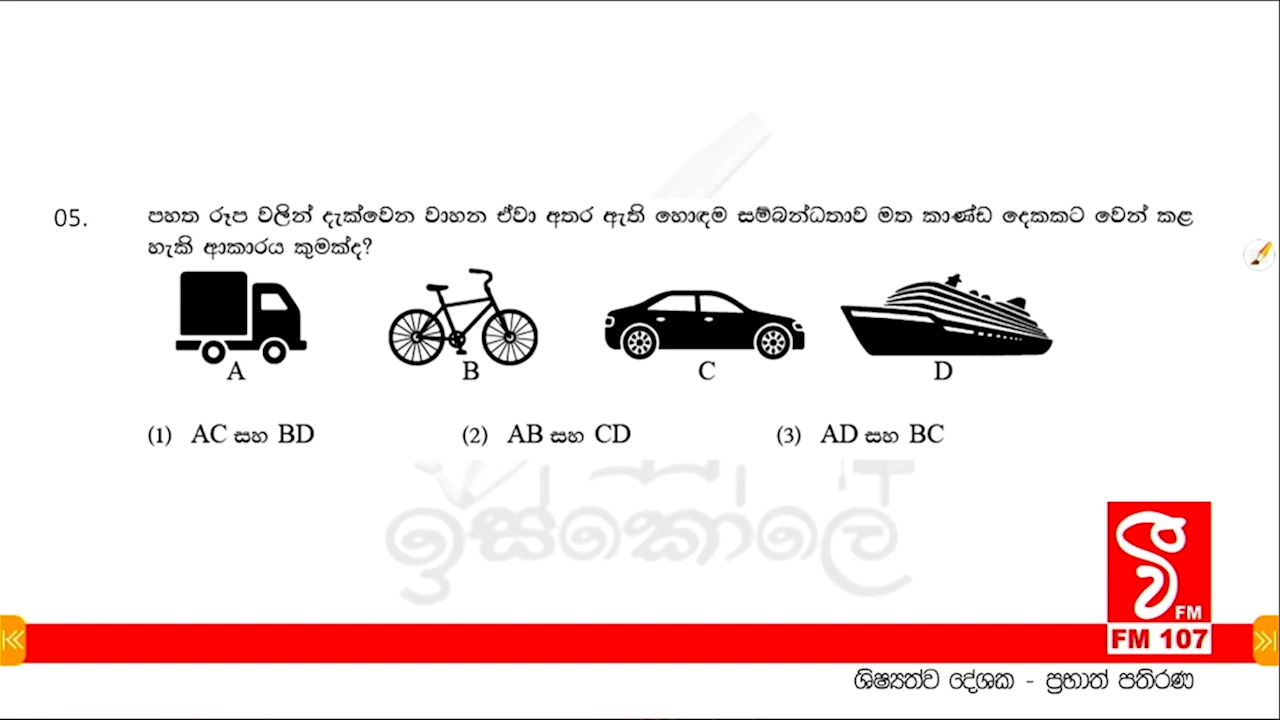 05. පහත රූප වලින් දැක්වෙන වාහන ඒවා අතර ඇති හොඳම සම්බන්ධතාව මත කාණ්ඩ දෙකකට වෙන් කළ
හැකි ආකාරය කුමක්ද?
A B C D
(1) AC සහ BD (2) AB සහ CD (3) AD සහ BC
ඉස්කෝලේ
FM
FM 107
ශිෂ්‍යත්ව දේශක - ප්‍රභාත් පතිරණ